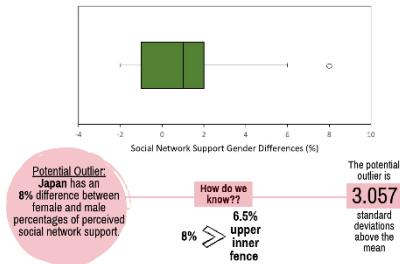 -4 -2 0 2 4 6 8 10
Social Network Support Gender Differences (%)
Potential Outlier:
Japan has an
8% difference between
female and male
percentages of perceived
social network support.
How do we
know??
8% > 6.5%
upper
inner
fence
The potential
outlier is
3.057
standard
deviations
above the
mean